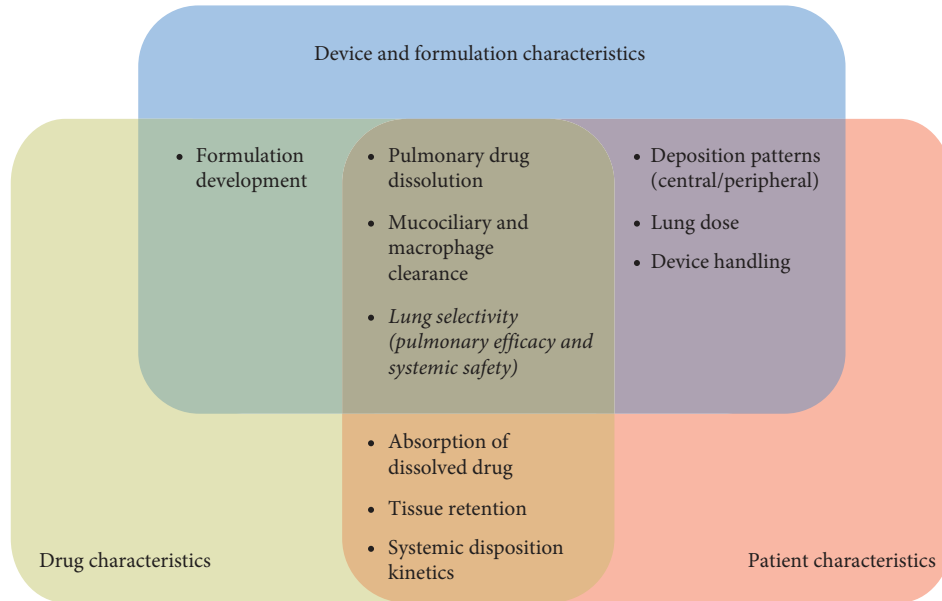 Device and formulation characteristics
• Formulation
development
• Pulmonary drug
dissolution
• Mucociliary and
macrophage
clearance
• Lung selectivity
(pulmonary efficacy and
systemic safety)
• Deposition patterns
(central/peripheral)
• Lung dose
• Device handling
• Absorption of
dissolved drug
• Tissue retention
• Systemic disposition
kinetics
Drug characteristics
Patient characteristics